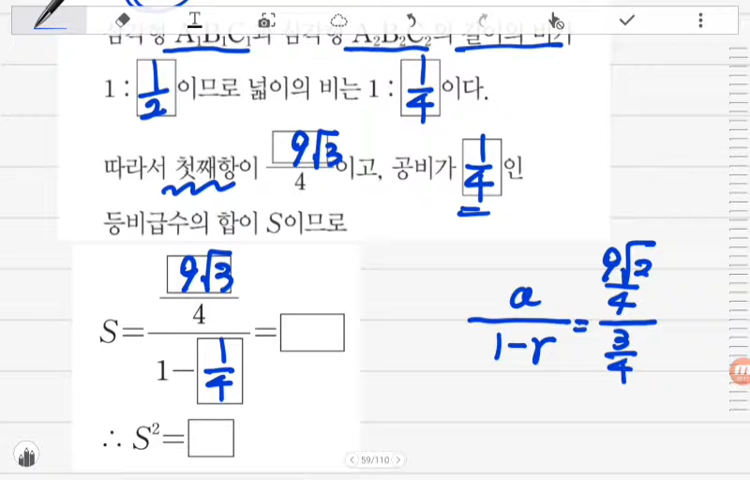 삼각형 A₁B₁C₁과 삼각형 A₂B₂C₂의 길이의 비가
1 : 1/2 이므로 넓이의 비는 1 : 1/4 이다.
따라서 첫째항이 9√3/4 이고, 공비가 1/4 인
등비급수의 합이 S이므로
S = (9√3/4)/(1 − 1/4) = □
a/(1-r) = (9√2/4)/(3/4)
∴ S² = □
59/110